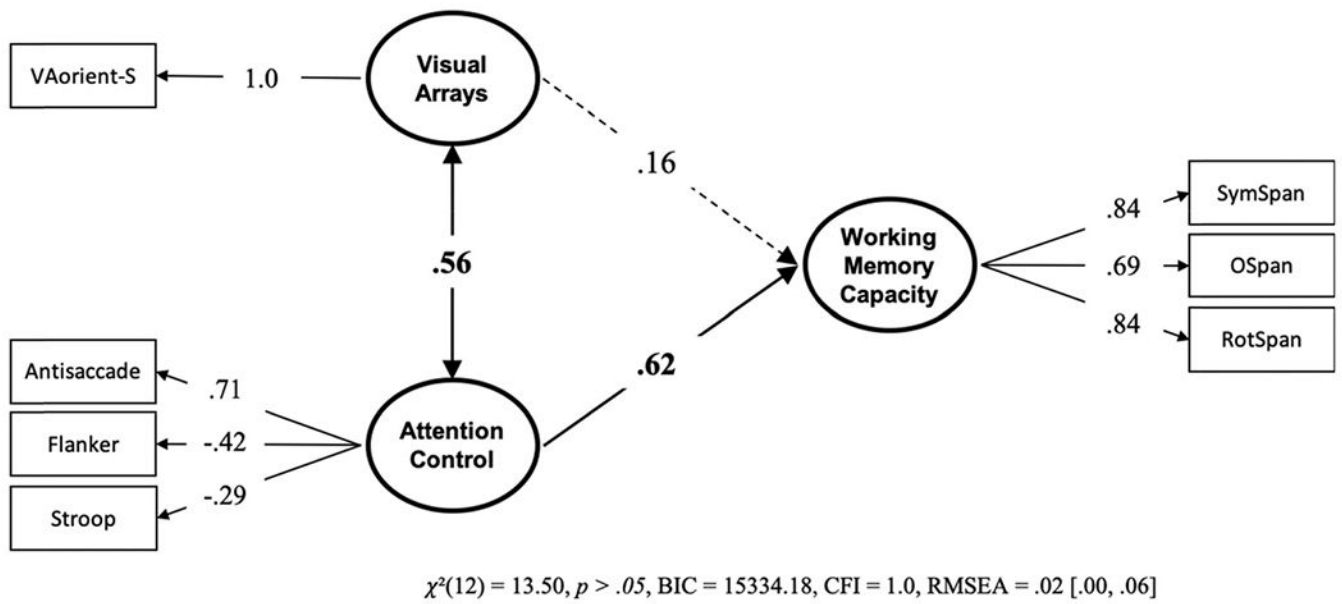 VAorient-S
1.0
Visual
Arrays
.16
.56
Working
Memory
Capacity
.84
SymSpan
.69
OSpan
.84
RotSpan
Antisaccade
.71
Flanker
-.42
Stroop
-.29
Attention
Control
.62
χ²(12) = 13.50, p > .05, BIC = 15334.18, CFI = 1.0, RMSEA = .02 [.00, .06]